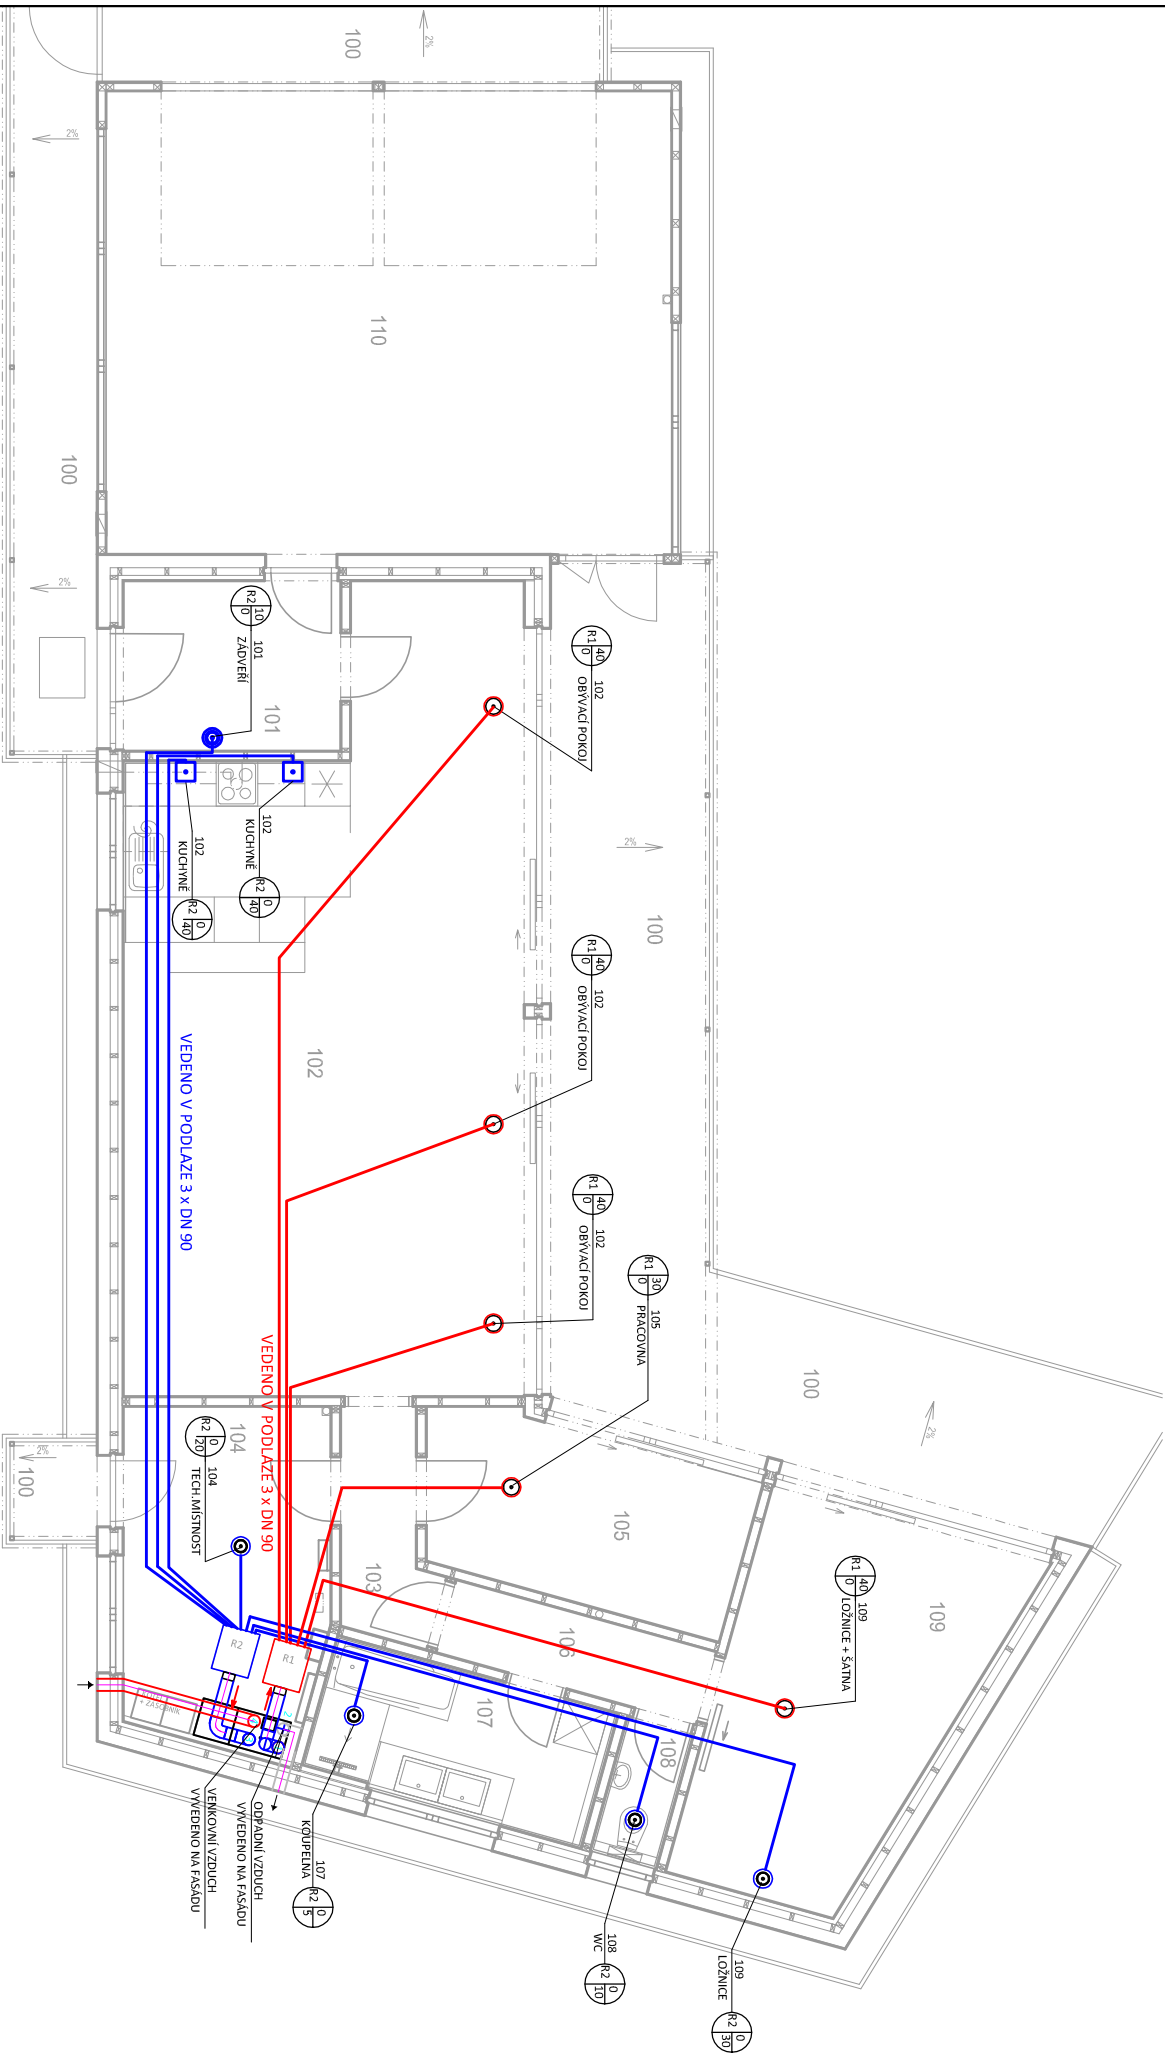 100
2%
2%
110
100
2%
R2 10 0
101
ZÁDVEŘÍ
101
R1 40 0
102
OBÝVACÍ POKOJ
102
KUCHYNĚ
R2 0 40
102
KUCHYNĚ
R2 0 40
2%
100
R1 40 0
102
OBÝVACÍ POKOJ
102
VEDENO V PODLAZE 3 x DN 90
R1 40 0
102
OBÝVACÍ POKOJ
R1 30 0
105
PRACOVNA
VEDENO V PODLAZE 3 x DN 90
100
2%
104
R2 0 20
104
TECH.MÍSTNOST
2%
100
105
103
106
R1 40 0
109
LOŽNICE + ŠATNA
109
R2
R1
107
108
+ ZÁSOBNÍK
ODPADNÍ VZDUCH
VYVEDENO NA FASÁDU
VENKOVNÍ VZDUCH
VYVEDENO NA FASÁDU
107
KOUPELNA
R2 0
108
WC
R2 0 10
109
LOŽNICE
R2 0 30